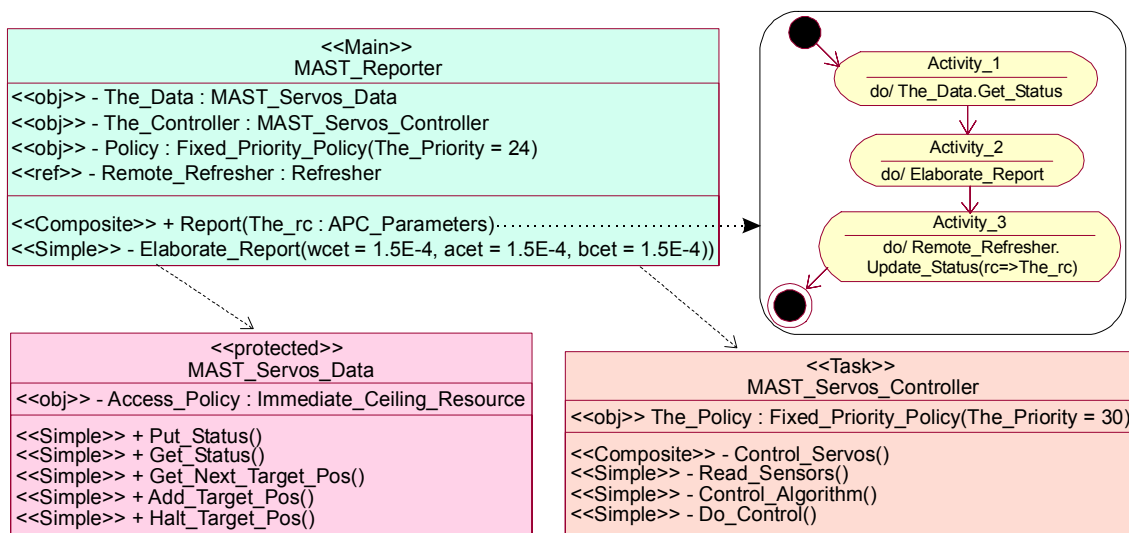 <<Main>>
MAST_Reporter
<<obj>> - The_Data : MAST_Servos_Data
<<obj>> - The_Controller : MAST_Servos_Controller
<<obj>> - Policy : Fixed_Priority_Policy(The_Priority = 24)
<<ref>> - Remote_Refresher : Refresher
<<Composite>> + Report(The_rc : APC_Parameters)
<<Simple>> - Elaborate_Report(wcet = 1.5E-4, acet = 1.5E-4, bcet = 1.5E-4))
Activity_1
do/ The_Data.Get_Status
Activity_2
do/ Elaborate_Report
Activity_3
do/ Remote_Refresher.
Update_Status(rc=>The_rc)
<<protected>>
MAST_Servos_Data
<<obj>> - Access_Policy : Immediate_Ceiling_Resource
<<Simple>> + Put_Status()
<<Simple>> + Get_Status()
<<Simple>> + Get_Next_Target_Pos()
<<Simple>> + Add_Target_Pos()
<<Simple>> + Halt_Target_Pos()
<<Task>>
MAST_Servos_Controller
<<obj>> The_Policy : Fixed_Priority_Policy(The_Priority = 30)
<<Composite>> - Control_Servos()
<<Simple>> - Read_Sensors()
<<Simple>> - Control_Algorithm()
<<Simple>> - Do_Control()